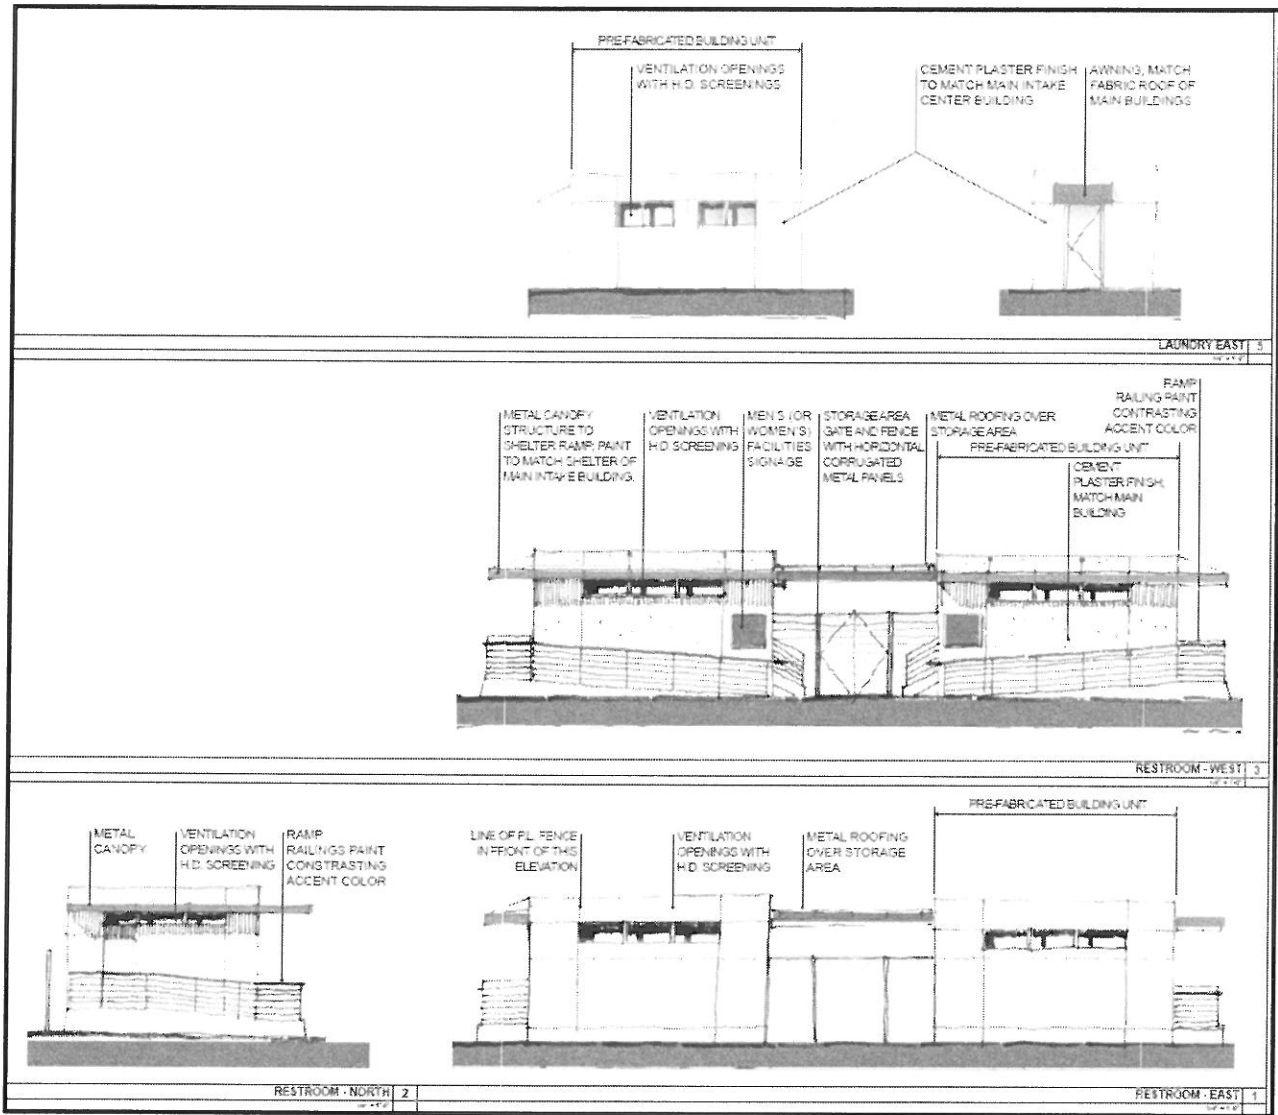 PRE-FABRICATED BUILDING UNIT
VENTILATION OPENINGS
WITH H.D. SCREENINGS
CEMENT PLASTER FINISH
TO MATCH MAIN INTAKE
CENTER BUILDING
AWNING, MATCH
FABRIC ROOF OF
MAIN BUILDINGS
LAUNDRY EAST 5
METAL CANOPY
STRUCTURE TO
SHELTER RAMP; PAINT
TO MATCH SHELTER OF
MAIN INTAKE BUILDING.
VENTILATION
OPENINGS WITH
H.D. SCREENING
MEN'S (OR
WOMEN'S)
FACILITIES
SIGNAGE
STORAGE AREA
GATE AND FENCE
WITH HORIZONTAL
CORRUGATED
METAL PANELS
METAL ROOFING OVER
STORAGE AREA
RAMP
RAILING PAINT
CONTRASTING
ACCENT COLOR
PRE-FABRICATED BUILDING UNIT
CEMENT
PLASTER FINISH;
MATCH MAIN
BUILDING
RESTROOM - WEST 3
METAL
CANOPY
VENTILATION
OPENINGS WITH
H.D. SCREENING
RAMP
RAILINGS PAINT
CONSTRASTING
ACCENT COLOR
RESTROOM - NORTH 2
LINE OF P.L. FENCE
IN FRONT OF THIS
ELEVATION
VENTILATION
OPENINGS WITH
H.D. SCREENING
METAL ROOFING
OVER STORAGE
AREA
PRE-FABRICATED BUILDING UNIT
RESTROOM - EAST 1